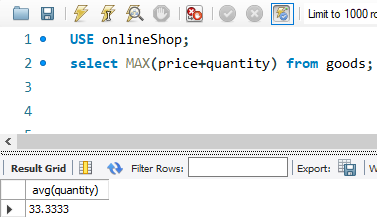 Limit to 1000 ro
1 USE onlineShop;
2 select MAX(price+quantity) from goods;
3
4
Result Grid Filter Rows: Export:
avg(quantity)
33.3333